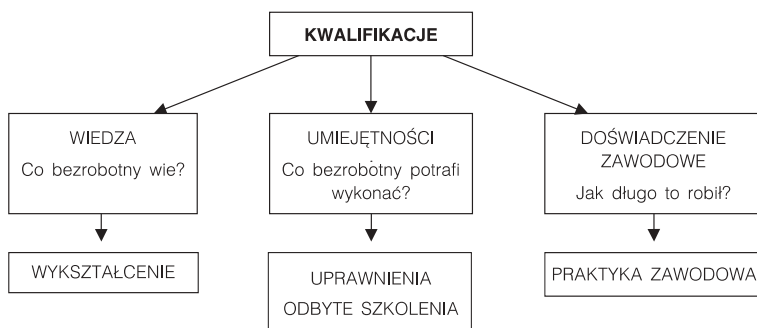 KWALIFIKACJE
WIEDZA
Co bezrobotny wie?
UMIEJĘTNOŚCI
Co bezrobotny potrafi
wykonać?
DOŚWIADCZENIE
ZAWODOWE
Jak długo to robił?
WYKSZTAŁCENIE
UPRAWNIENIA
ODBYTE SZKOLENIA
PRAKTYKA ZAWODOWA